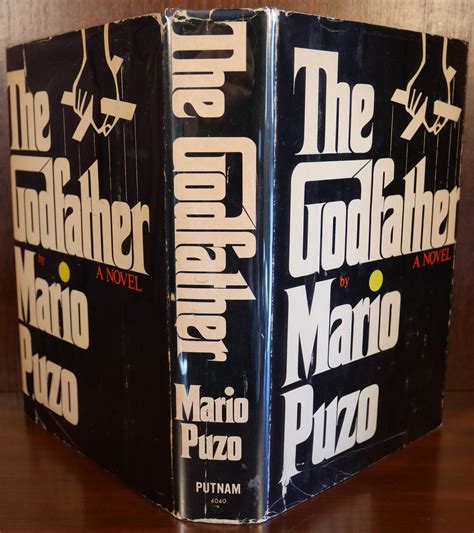 The
Godfather
by
A NOVEL
Mario
Puzo
The Godfather
Mario
Puzo
PUTNAM
4040
The
Godfather
by
A NOVEL
Mario
Puzo